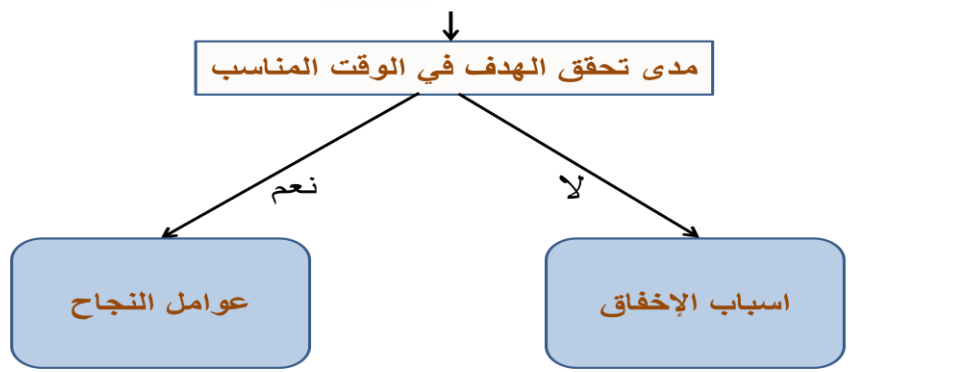 مدى تحقق الهدف في الوقت المناسب
لا
نعم
اسباب الإخفاق
عوامل النجاح